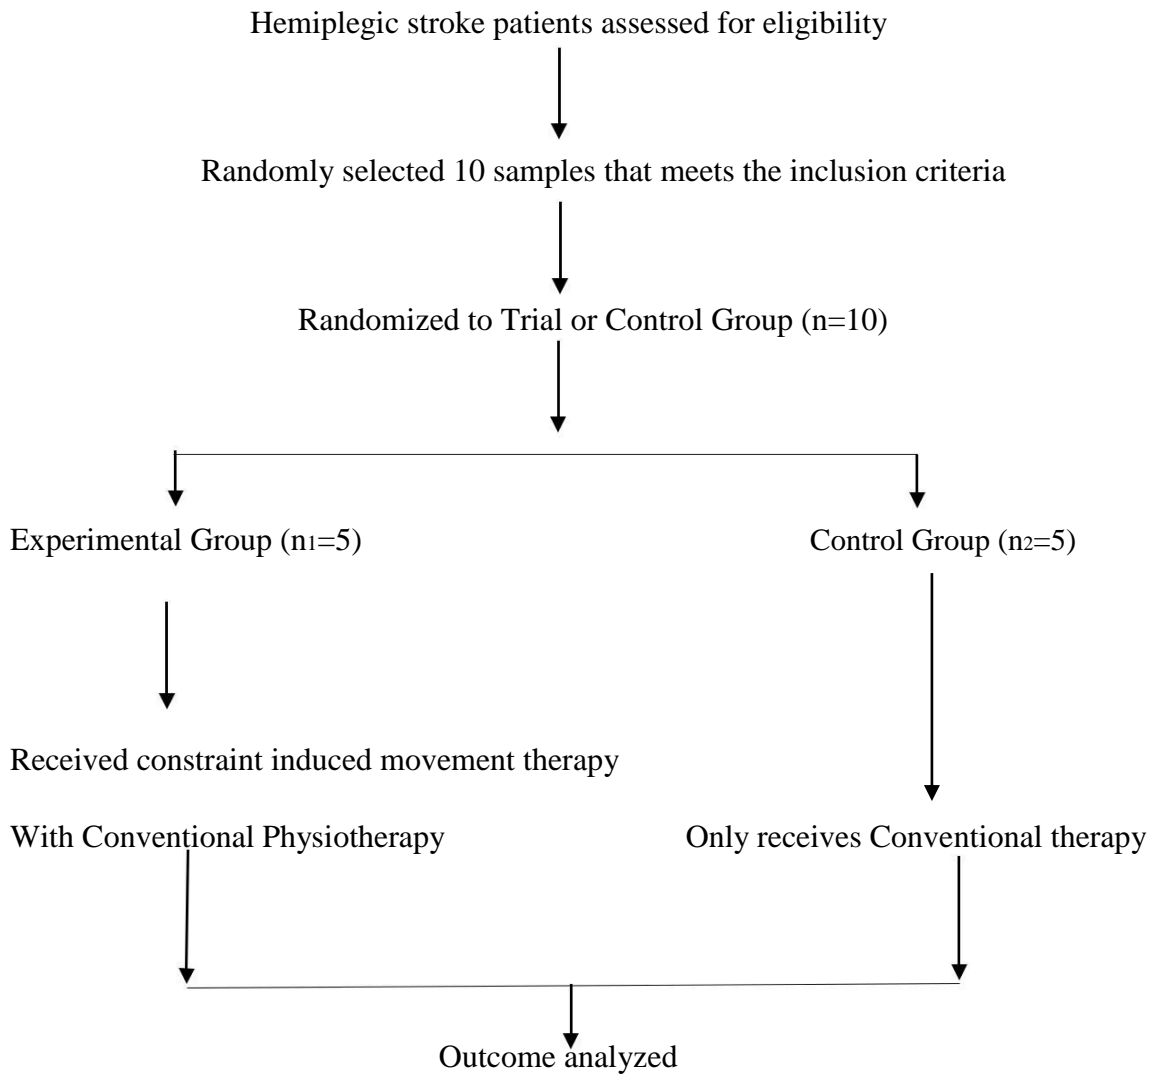 Hemiplegic stroke patients assessed for eligibility
Randomly selected 10 samples that meets the inclusion criteria
Randomized to Trial or Control Group (n=10)
Experimental Group (n1=5)
Control Group (n2=5)
Received constraint induced movement therapy
With Conventional Physiotherapy
Only receives Conventional therapy
Outcome analyzed